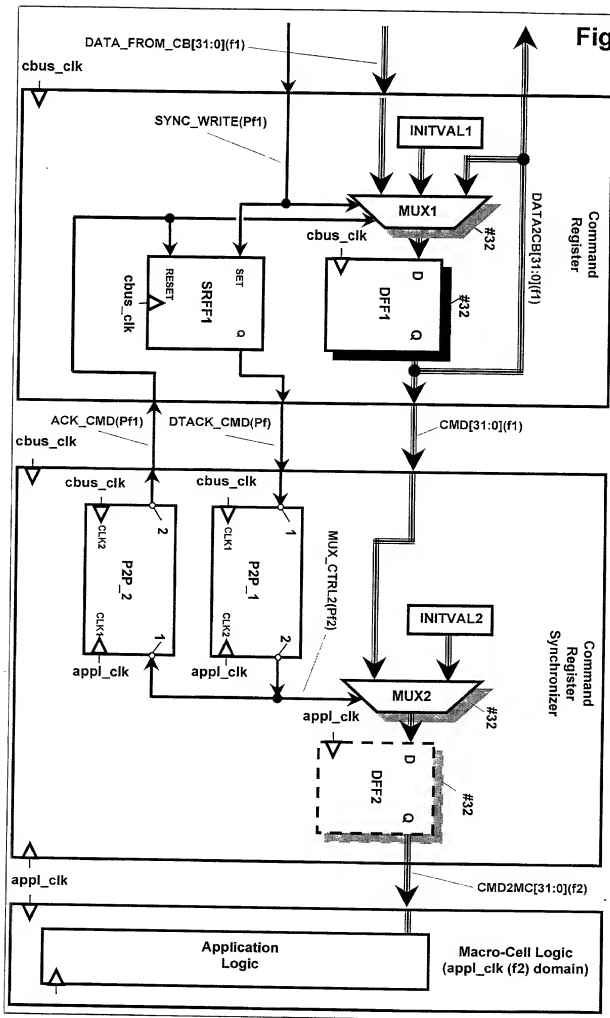 Fig
DATA_FROM_CB[31:0](f1)
cbus_clk
SYNC_WRITE(Pf1)
INITVAL1
MUX1
#32
Command
Register
DATA2CB[31:0](f1)
cbus_clk
D
DFF1
Q
#32
RESET
SET
SRFF1
Q
cbus_clk
ACK_CMD(Pf1)
DTACK_CMD(Pf)
CMD[31:0](f1)
cbus_clk
cbus_clk
cbus_clk
CLK2
2
P2P_2
CLK1
1
CLK1
1
P2P_1
CLK2
2
MUX_CTRL2(Pf2)
INITVAL2
Command
Register
Synchronizer
appl_clk
appl_clk
MUX2
#32
appl_clk
D
DFF2
Q
#32
appl_clk
CMD2MC[31:0](f2)
Application
Logic
Macro-Cell Logic
(appl_clk (f2) domain)